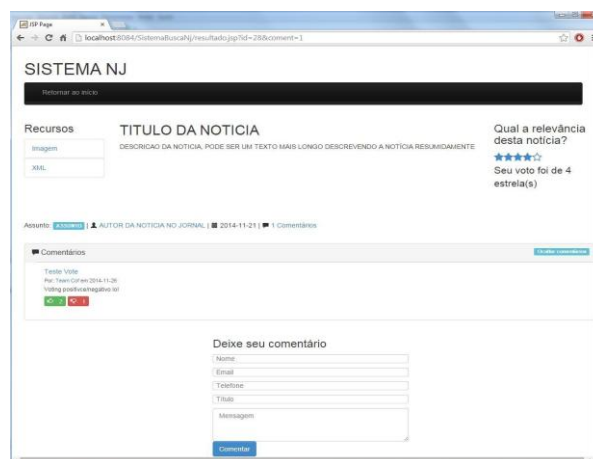 JSP Page
localhost:8084/SistemaBuscaNj/resultado.jsp?id=28&coment=1
SISTEMA NJ
Retornar ao início
Recursos
Imagem
XML
TITULO DA NOTICIA
DESCRICAO DA NOTICIA, PODE SER UM TEXTO MAIS LONGO DESCREVENDO A NOTÍCIA RESUMIDAMENTE
Qual a relevância
desta notícia?
Seu voto foi de 4
estrela(s)
Assunto: ASSUNTO | AUTOR DA NOTICIA NO JORNAL | 2014-11-21 | 1 Comentários
Comentários
Ocultar comentários
Teste Vote
Por: em 2014-11-26
Voting positivo/negativo
2
1
Deixe seu comentário
Nome
Email
Telefone
Título
Mensagem
Comentar